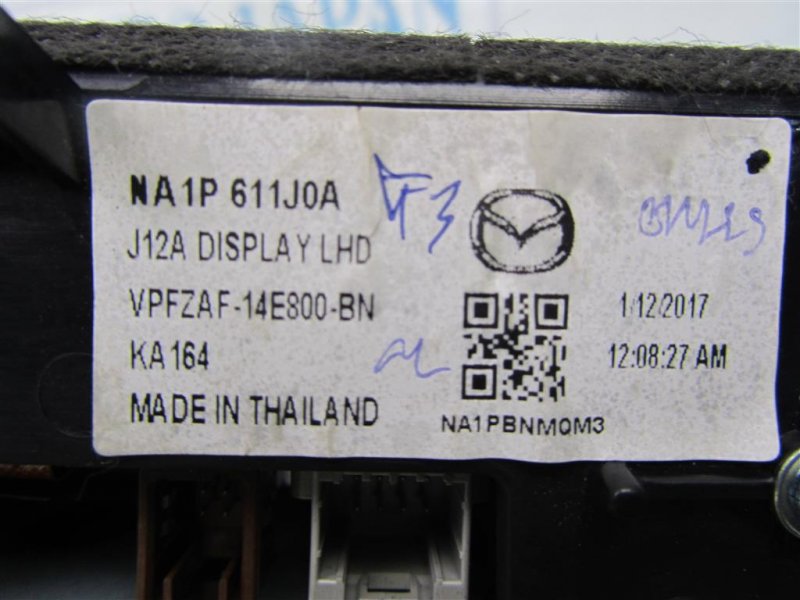 NA1P 611J0A
J12A DISPLAY LHD
VPFZAF-14E800-BN
KA164
MADE IN THAILAND
1/12/2017
12:08:27 AM
NA1PBNMQM3